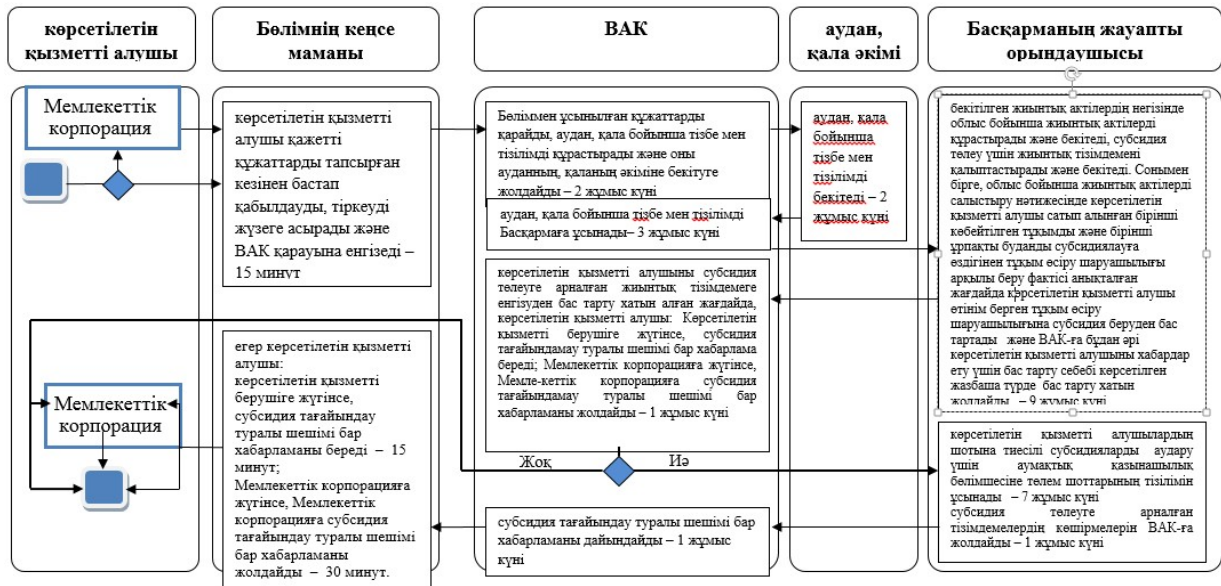 көрсетілетін
қызметті алушы
Бөлімнің кеңсе
маманы
ВАК
аудан,
қала әкімі
Басқарманың жауапты
орындаушысы
Мемлекеттік
корпорация
көрсетілетін қызметті
алушы қажетті
құжаттарды тапсырған
кезінен бастап
қабылдауды, тіркеуді
жүзеге асырады және
ВАК қарауына енгізеді –
15 минут
Бөліммен ұсынылған құжаттарды
қарайды, аудан, қала бойынша тізбе мен
тізілімді құрастырады және оны
ауданның, қаланың әкіміне бекітуге
жолдайды – 2 жұмыс күні
аудан, қала бойынша тізбе мен тізілімді
Басқармаға ұсынады– 3 жұмыс күні
аудан, қала
бойынша
тізбе мен
тізілімді
бекітеді – 2
жұмыс күні
бекітілген жиынтық актілердің негізінде
облыс бойынша жиынтық актілерді
құрастырады және бекітеді, субсидия
төлеу үшін жиынтық тізімдемені
қалыптастырады және бекітеді. Сонымен
бірге, облыс бойынша жиынтық актілерді
салыстыру нәтижесінде көрсетілетін
қызметті алушы сатып алынған бірінші
көбейтілген тұқымды және бірінші
ұрпақты буданды субсидиялауға
өздігінен тұқым өсіру шаруашылығы
арқылы беру фактісі анықталған
жағдайда көрсетілетін қызметті алушы
өтінім берген тұқым өсіру
шаруашылығына субсидия беруден бас
тартады және ВАК-ға бұдан әрі
көрсетілетін қызметті алушыны хабардар
ету үшін бас тарту себебі көрсетілген
жазбаша түрде бас тарту хатын
жолдайды – 9 жұмыс күні
көрсетілетін қызметті алушыны субсидия
төлеуге арналған жиынтық тізімдемеге
енгізуден бас тарту хатын алған жағдайда,
көрсетілетін қызметті алушы: Көрсетілетін
қызметті берушіге жүгінсе, субсидия
тағайындамау туралы шешімі бар хабарлама
береді; Мемлекеттік корпорацияға жүгінсе,
Мемле-кеттік корпорацияға субсидия
тағайындамау туралы шешімі бар
хабарламаны жолдайды – 1 жұмыс күні
Жоқ
Иә
Мемлекеттік
корпорация
егер көрсетілетін қызметті
алушы:
көрсетілетін қызметті
берушіге жүгінсе,
субсидия тағайындау
туралы шешімі бар
хабарламаны береді – 15
минут;
Мемлекеттік корпорацияға
жүгінсе, Мемлекеттік
корпорацияға субсидия
тағайындау туралы шешімі
бар хабарламаны
жолдайды – 30 минут.
субсидия тағайындау туралы шешімі бар
хабарламаны дайындайды – 1 жұмыс
күні
көрсетілетін қызметті алушылардың
шотына тиесілі субсидияларды аудару
үшін аумақтық қазынашылық
бөлімшесіне төлем шоттарының тізілімін
ұсынады – 7 жұмыс күні
субсидия төлеуге арналған
тізімдемелердің көшірмелерін ВАК-ға
жолдайды – 1 жұмыс күні